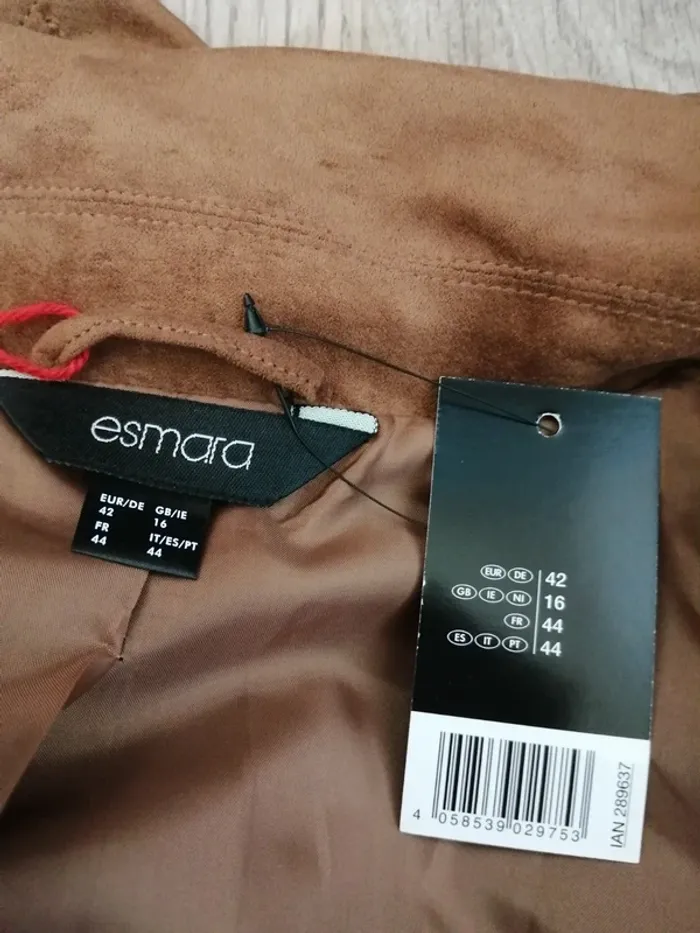 esmara
EUR/DE GB/IE
42 16
FR IT/ES/PT
44 44
EUR DE 42
GB IE NI 16
FR 44
ES IT PT 44
4 058539 029753
IAN 289637